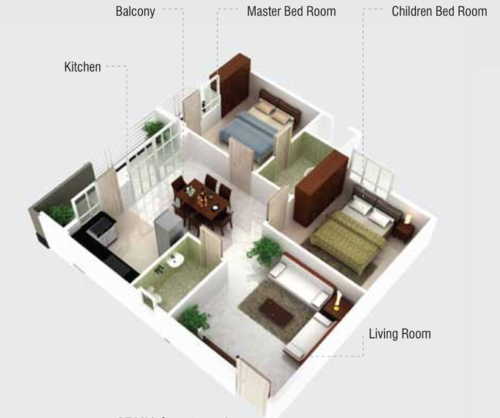 Balcony
Master Bed Room
Children Bed Room
Kitchen
Living Room